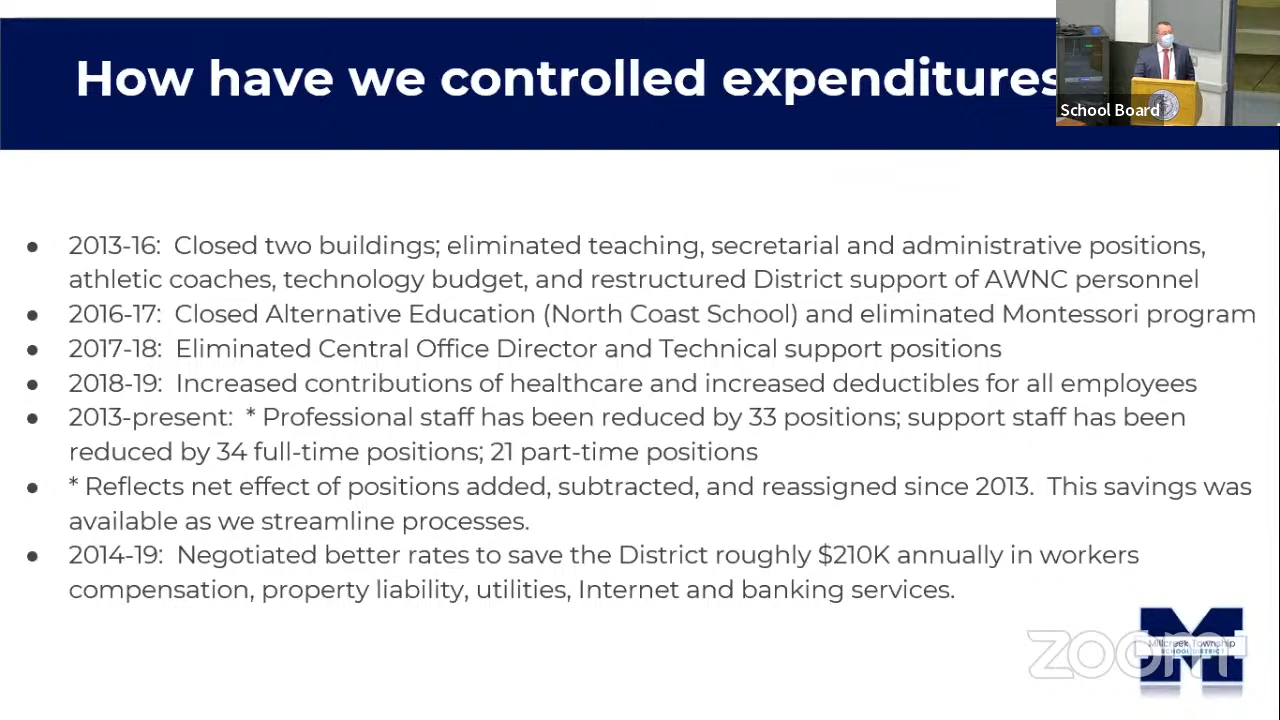 How have we controlled expenditures
School Board
● 2013-16: Closed two buildings; eliminated teaching, secretarial and administrative positions,
athletic coaches, technology budget, and restructured District support of AWNC personnel
● 2016-17: Closed Alternative Education (North Coast School) and eliminated Montessori program
● 2017-18: Eliminated Central Office Director and Technical support positions
● 2018-19: Increased contributions of healthcare and increased deductibles for all employees
● 2013-present: * Professional staff has been reduced by 33 positions; support staff has been
reduced by 34 full-time positions; 21 part-time positions
● * Reflects net effect of positions added, subtracted, and reassigned since 2013. This savings was
available as we streamline processes.
● 2014-19: Negotiated better rates to save the District roughly $210K annually in workers
compensation, property liability, utilities, Internet and banking services.
zoom
Millcreek Township
SCHOOL DISTRICT